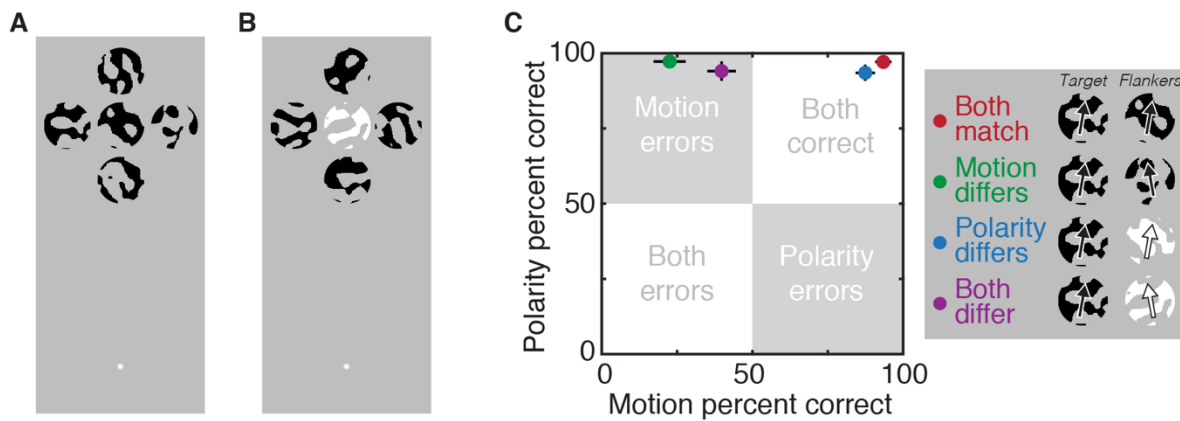 A
B
C
100
50
0
Polarity percent correct
Motion
errors
Both
correct
Both
errors
Polarity
errors
0
50
100
Motion percent correct
Target
Flankers
Both
match
Motion
differs
Polarity
differs
Both
differ